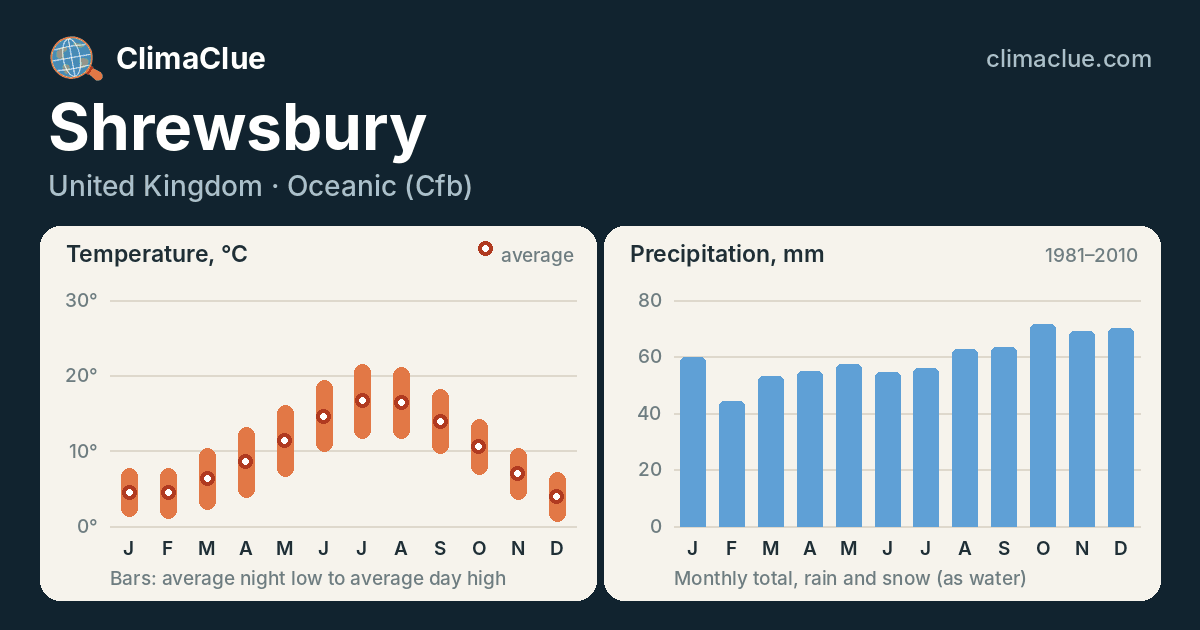 ClimaClue
climaclue.com
Shrewsbury
United Kingdom · Oceanic (Cfb)
Temperature, °C
average
30°
20°
10°
0°
J F M A M J J A S O N D
Bars: average night low to average day high
Precipitation, mm
1981–2010
80
60
40
20
0
J F M A M J J A S O N D
Monthly total, rain and snow (as water)